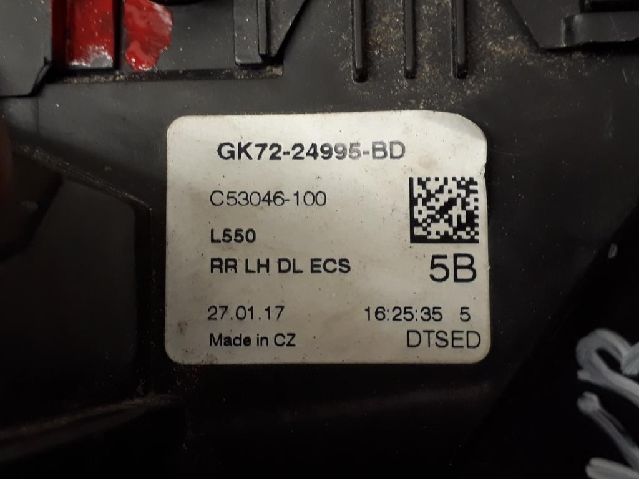 GK72-24995-BD
C53046-100
L550
RR LH DL ECS 5B
27.01.17 16:25:35 5
Made in CZ DTSED